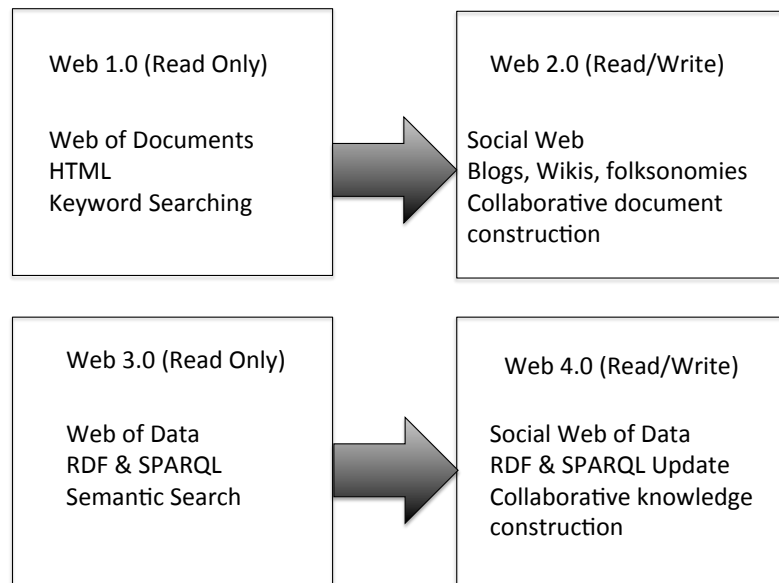 Web 1.0 (Read Only)
Web of Documents
HTML
Keyword Searching
Web 2.0 (Read/Write)
Social Web
Blogs, Wikis, folksonomies
Collaborative document
construction
Web 3.0 (Read Only)
Web of Data
RDF & SPARQL
Semantic Search
Web 4.0 (Read/Write)
Social Web of Data
RDF & SPARQL Update
Collaborative knowledge
construction